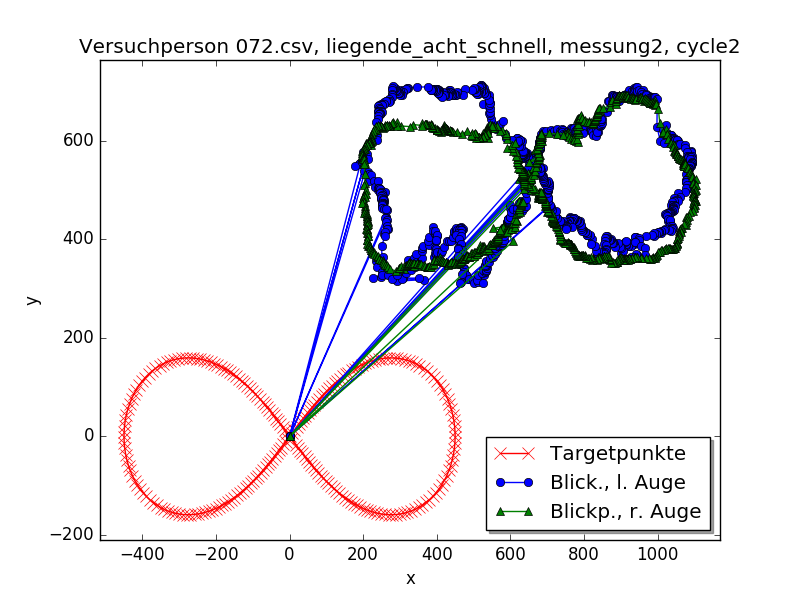 Versuchperson 072.csv, liegende_acht_schnell, messung2, cycle2
y
600
400
200
0
−200
−400
−200
0
200
400
600
800
1000
x
Targetpunkte
Blick., l. Auge
Blickp., r. Auge